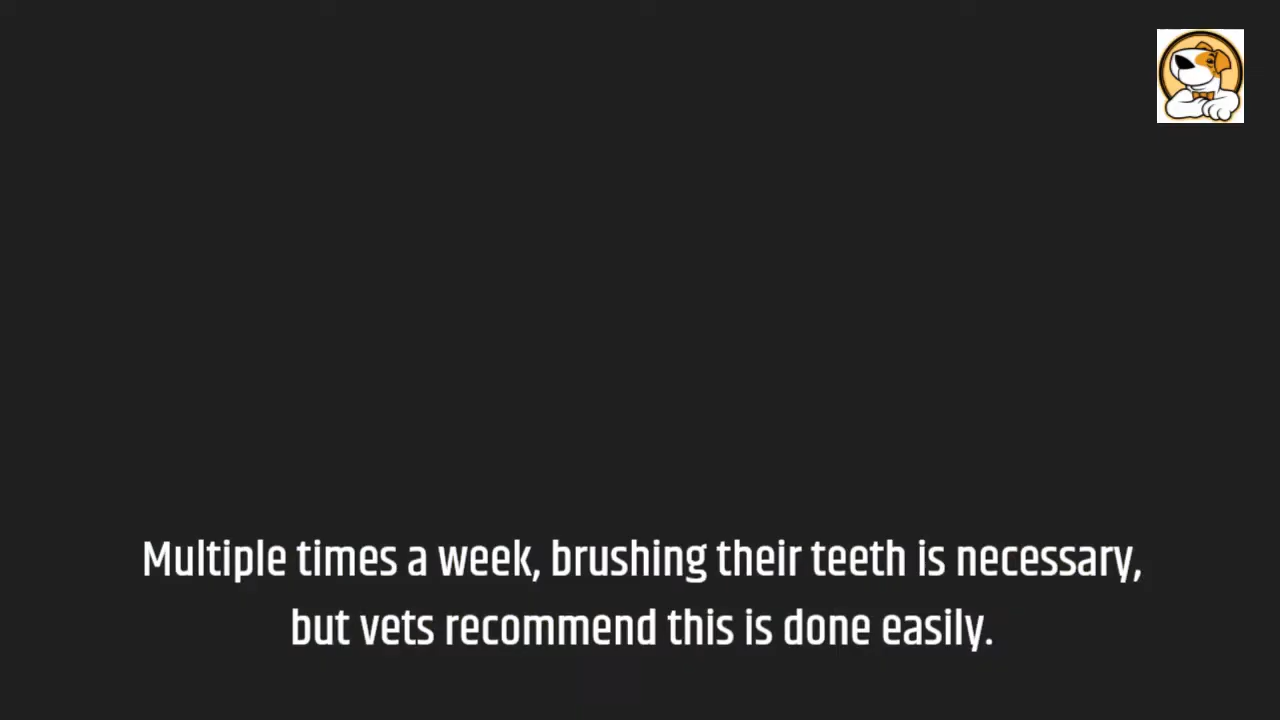 Multiple times a week, brushing their teeth is necessary,
but vets recommend this is done easily.